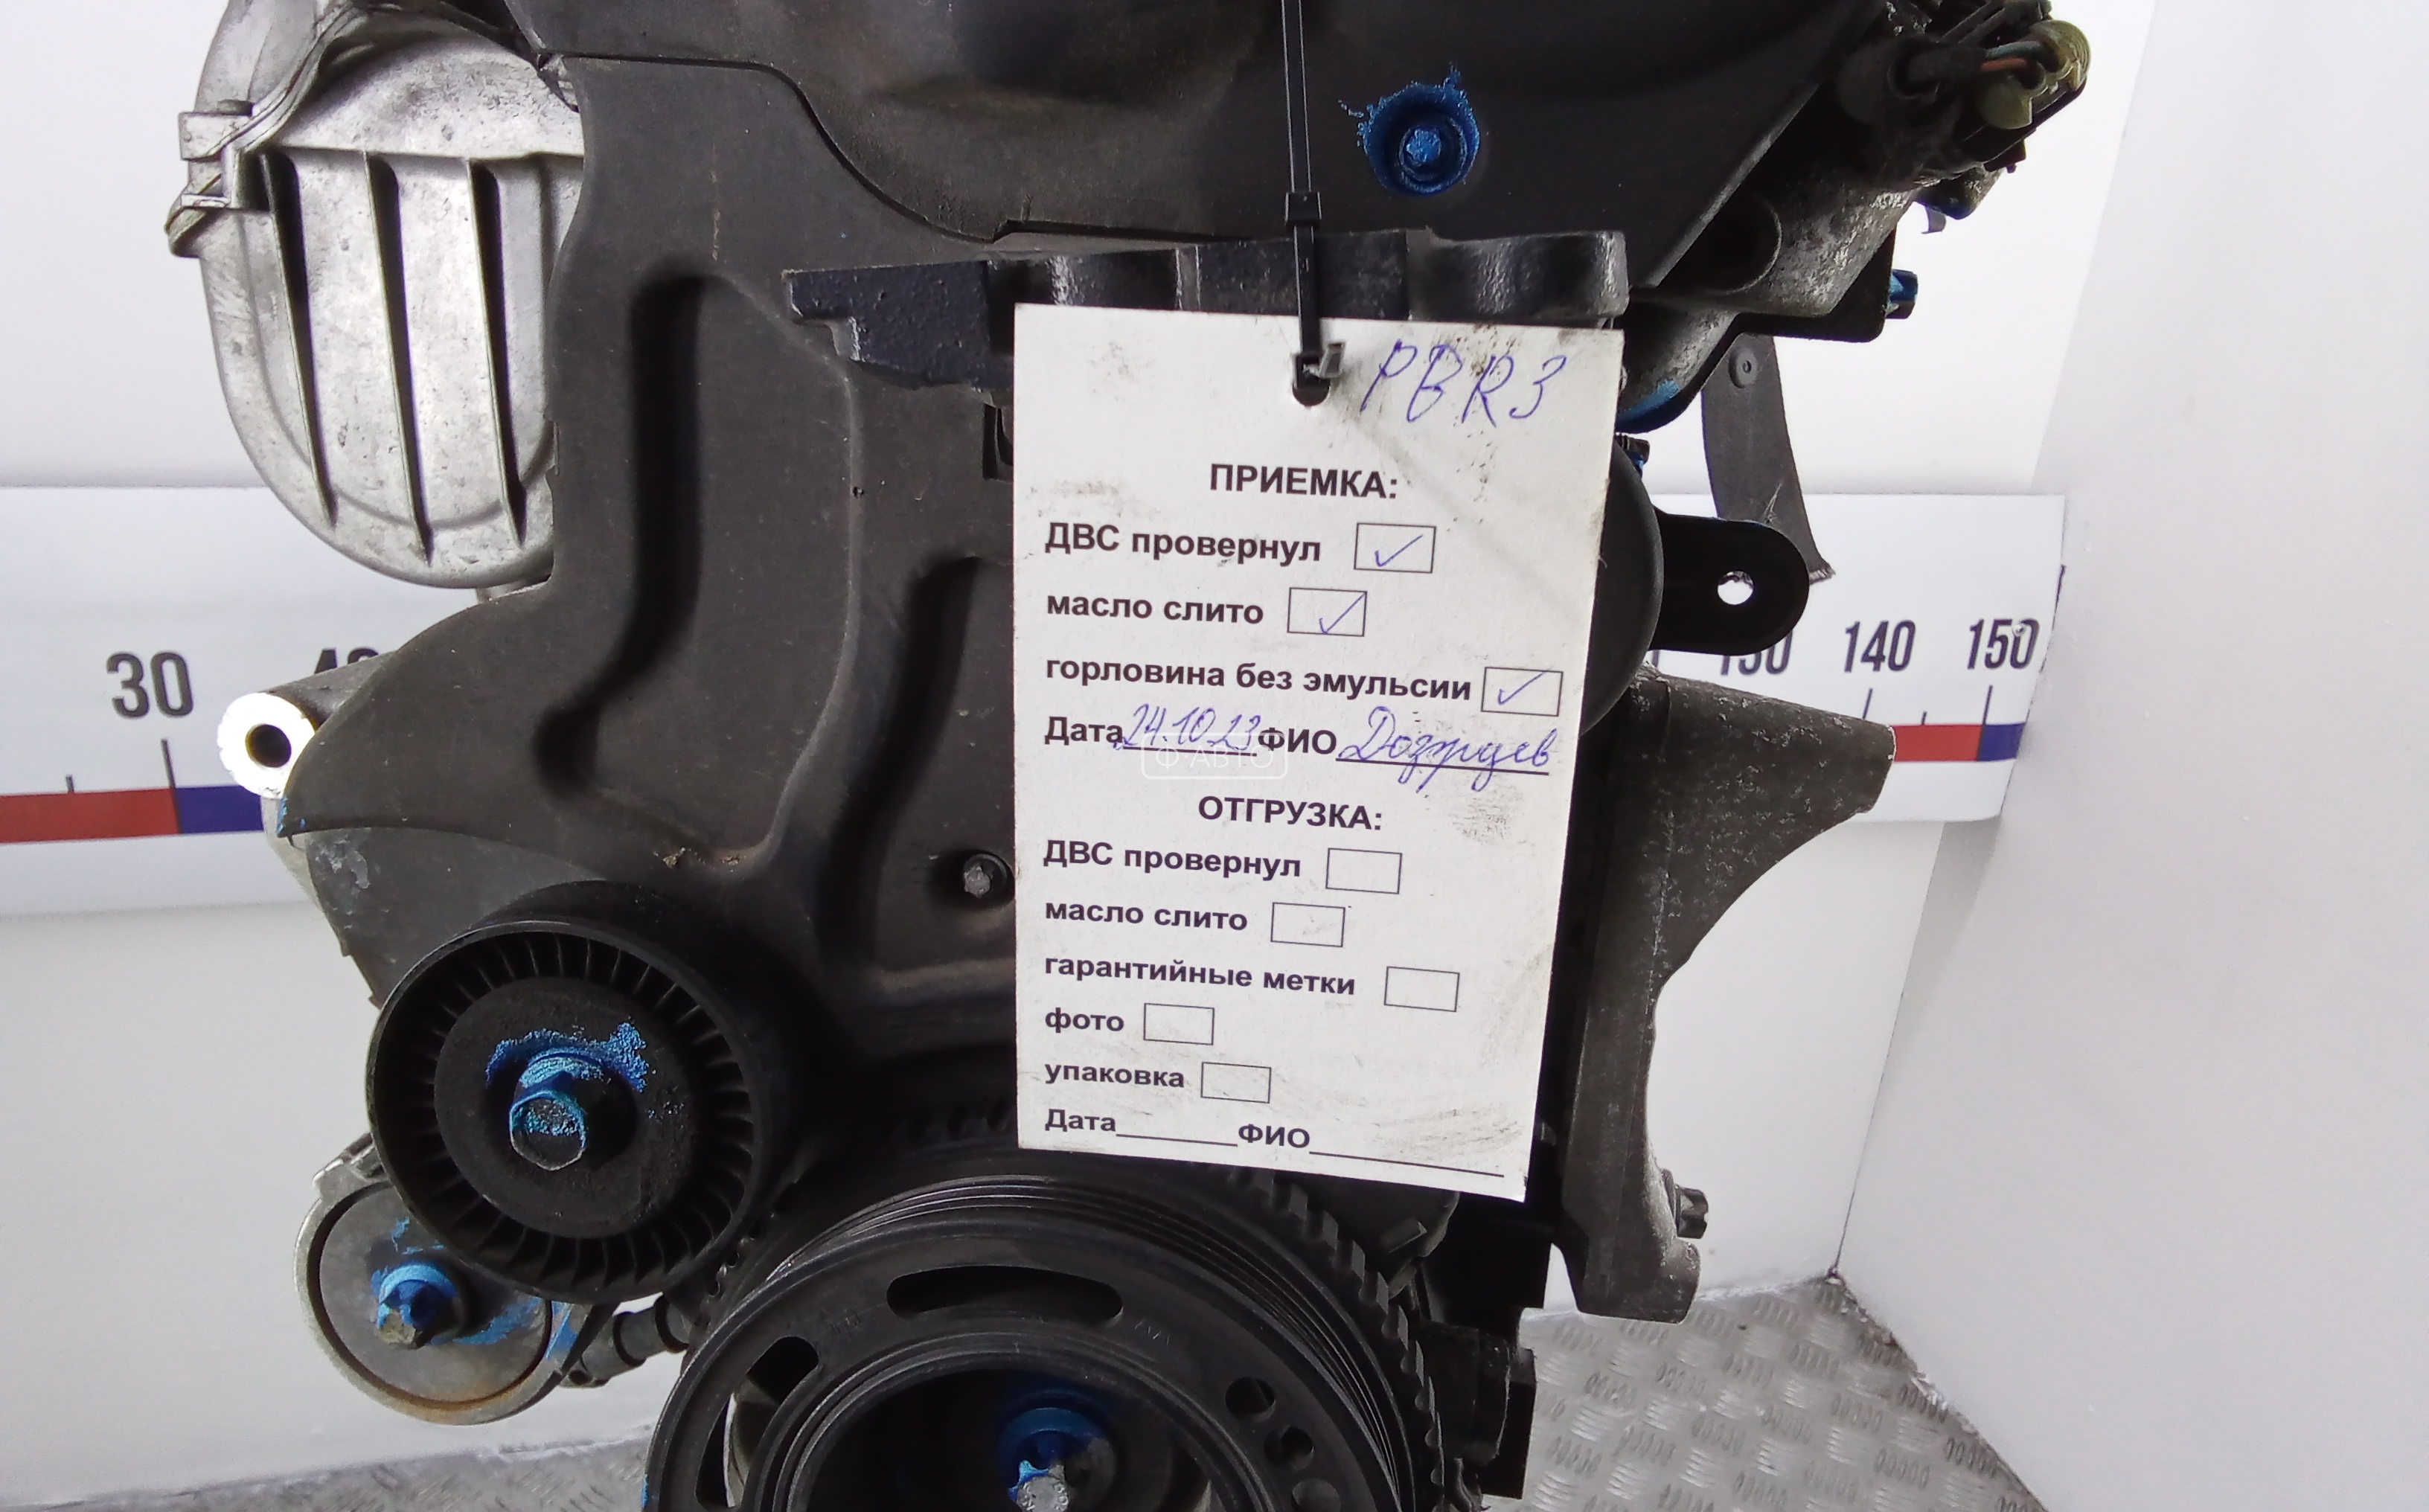 PBR3
ПРИЕМКА:
ДВС провернул
масло слито
горловина без эмульсии
Дата 24.10.23 ФИО
Ф-АВТО
ОТГРУЗКА:
ДВС провернул
масло слито
гарантийные метки
фото
упаковка
Дата ФИО
30 140 150